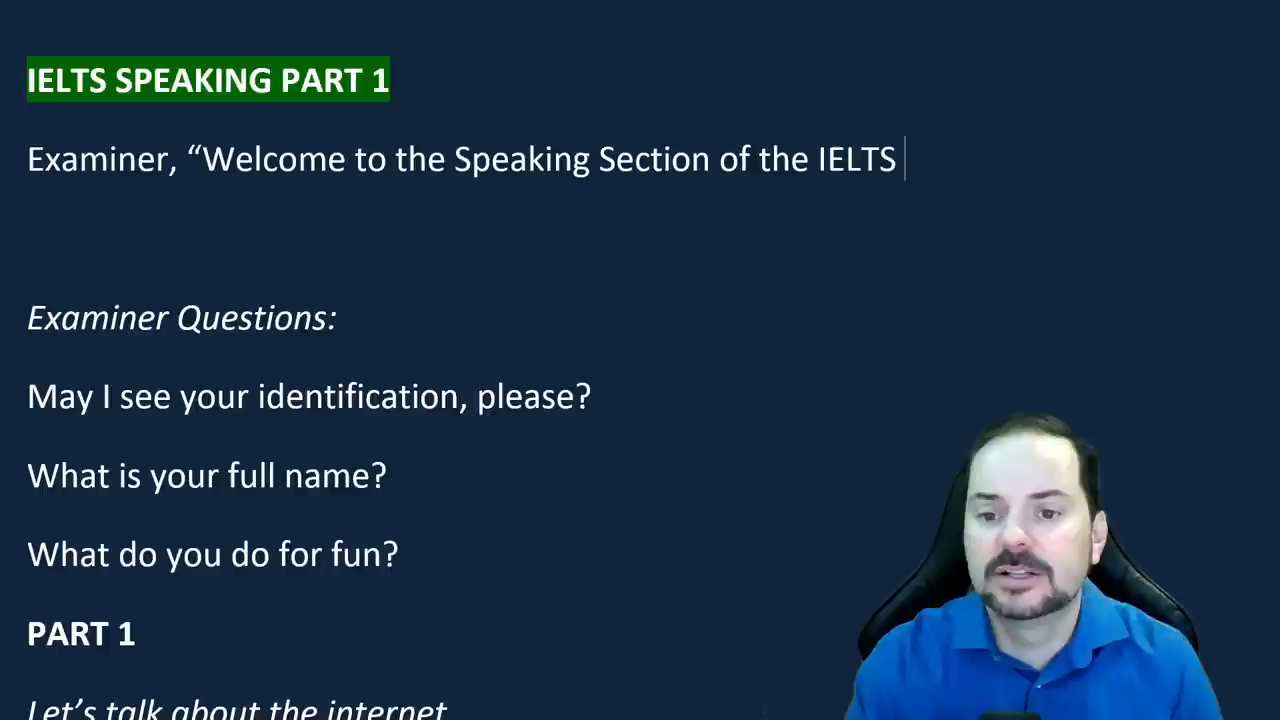 IELTS SPEAKING PART 1
Examiner, “Welcome to the Speaking Section of the IELTS
Examiner Questions:
May I see your identification, please?
What is your full name?
What do you do for fun?
PART 1
Let’s talk about the internet